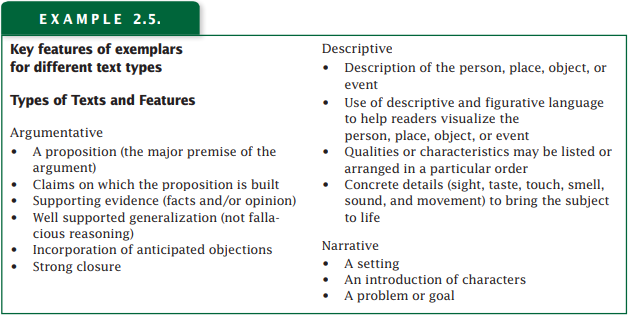 EXAMPLE 2.5.
Key features of exemplars
for different text types
Types of Texts and Features
Argumentative
• A proposition (the major premise of the
argument)
• Claims on which the proposition is built
• Supporting evidence (facts and/or opinion)
• Well supported generalization (not falla-
cious reasoning)
• Incorporation of anticipated objections
• Strong closure
Descriptive
• Description of the person, place, object, or
event
• Use of descriptive and figurative language
to help readers visualize the
person, place, object, or event
• Qualities or characteristics may be listed or
arranged in a particular order
• Concrete details (sight, taste, touch, smell,
sound, and movement) to bring the subject
to life
Narrative
• A setting
• An introduction of characters
• A problem or goal